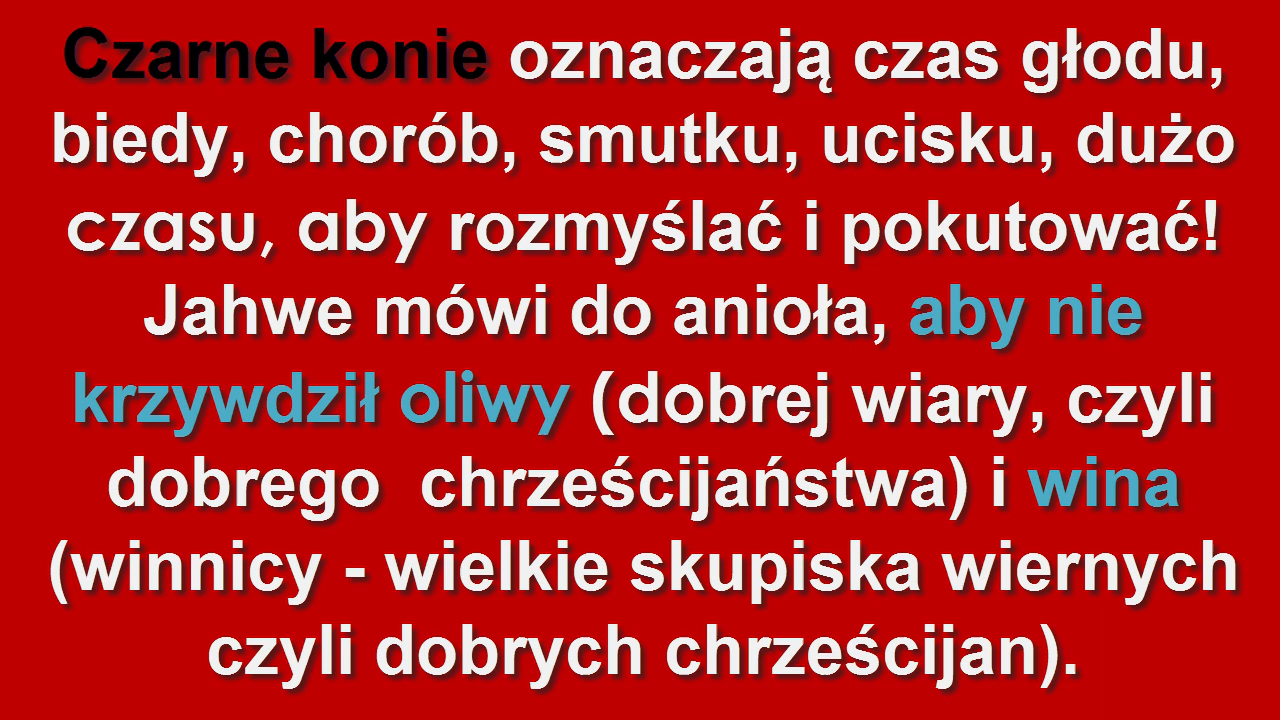 Czarne konie oznaczają czas głodu,
biedy, chorób, smutku, ucisku, dużo
czasu, aby rozmyślać i pokutować!
Jahwe mówi do anioła, aby nie
krzywdził oliwy (dobrej wiary, czyli
dobrego  chrześcijaństwa) i wina
(winnicy - wielkie skupiska wiernych
czyli dobrych chrześcijan).